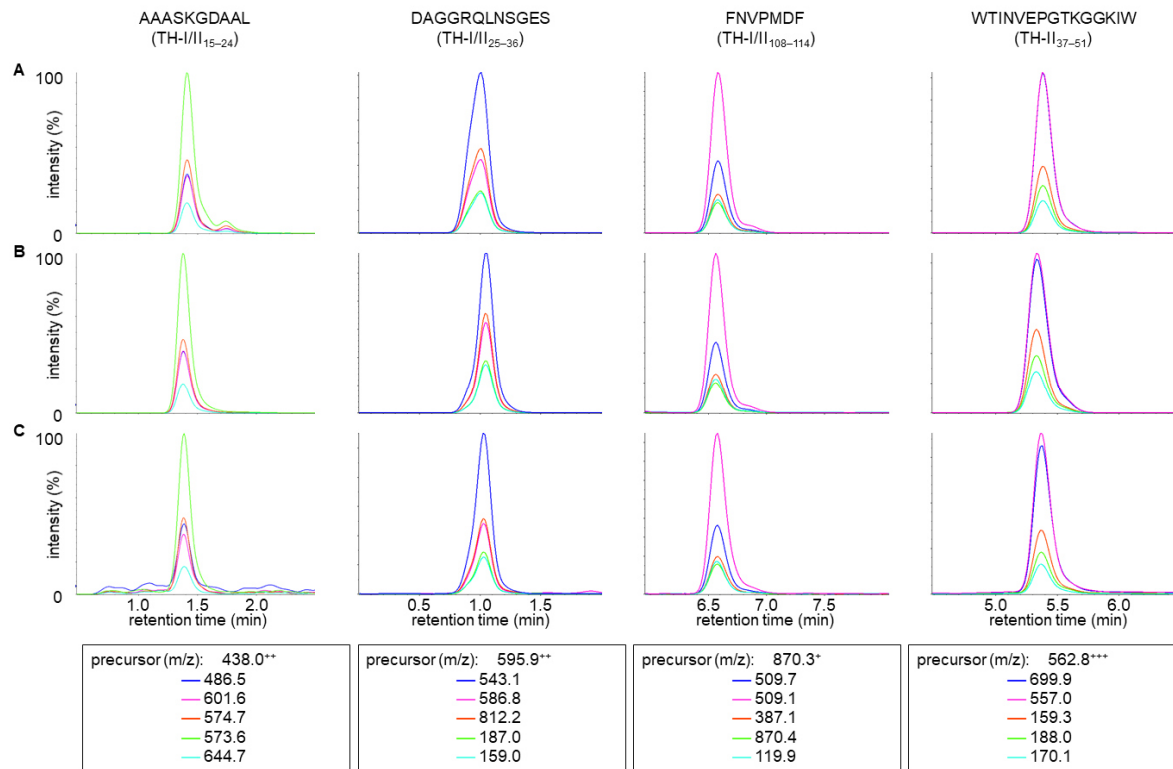 AAASKGDAAL DAGGRQLNSGES FNVPMDF WTINVEPGTKGGKIW
(TH-I/II15–24) (TH-I/II25–36) (TH-I/II108–114) (TH-II37–51)
A
100
intensity (%)
0
B
100
intensity (%)
0
C
100
intensity (%)
0
1.0 1.5 2.0 0.5 1.0 1.5 6.5 7.0 7.5 5.0 5.5 6.0
retention time (min) retention time (min) retention time (min) retention time (min)
precursor (m/z): 438.0++
486.5
601.6
574.7
573.6
644.7
precursor (m/z): 595.9++
543.1
586.8
812.2
187.0
159.0
precursor (m/z): 870.3+
509.7
509.1
387.1
870.4
119.9
precursor (m/z): 562.8+++
699.9
557.0
159.3
188.0
170.1